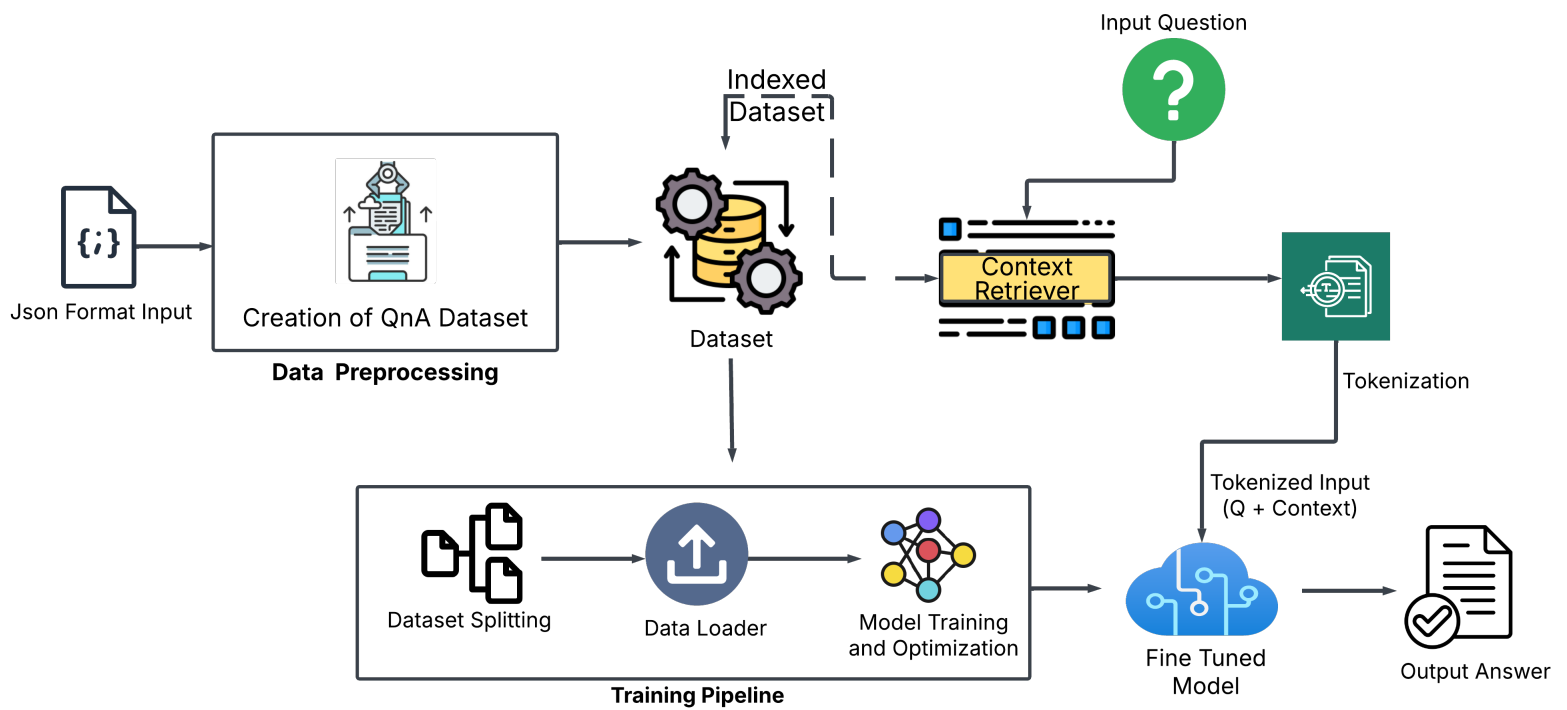 Input Question
Indexed
Dataset
{;}
?
Context
Retriever
Json Format Input
Creation of QnA Dataset
Dataset
Data Preprocessing
T
Tokenization
Tokenized Input
(Q + Context)
Dataset Splitting
Data Loader
Model Training
and Optimization
Training Pipeline
Fine Tuned
Model
Output Answer